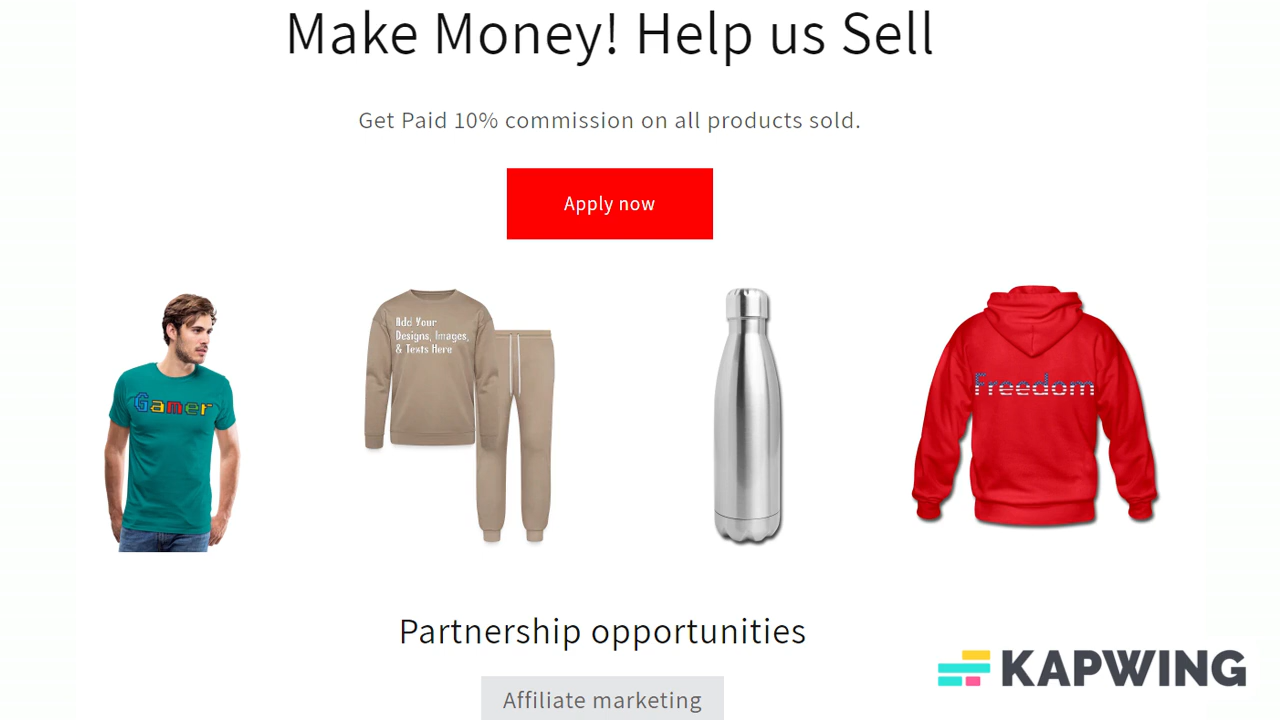 Make Money! Help us Sell
Get Paid 10% commission on all products sold.
Apply now
Gamer
Add Your
Designs, Images,
& Texts Here
Freedom
Partnership opportunities
Affiliate marketing
KAPWING